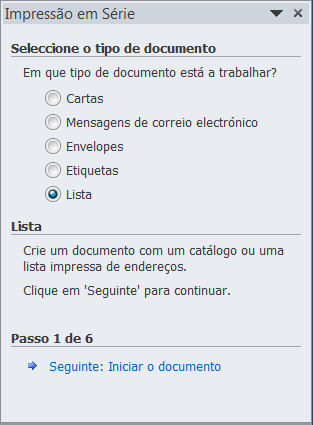 Impressão em Série
Seleccione o tipo de documento
Em que tipo de documento está a trabalhar?
Cartas
Mensagens de correio electrónico
Envelopes
Etiquetas
Lista
Lista
Crie um documento com um catálogo ou uma
lista impressa de endereços.
Clique em 'Seguinte' para continuar.
Passo 1 de 6
Seguinte: Iniciar o documento